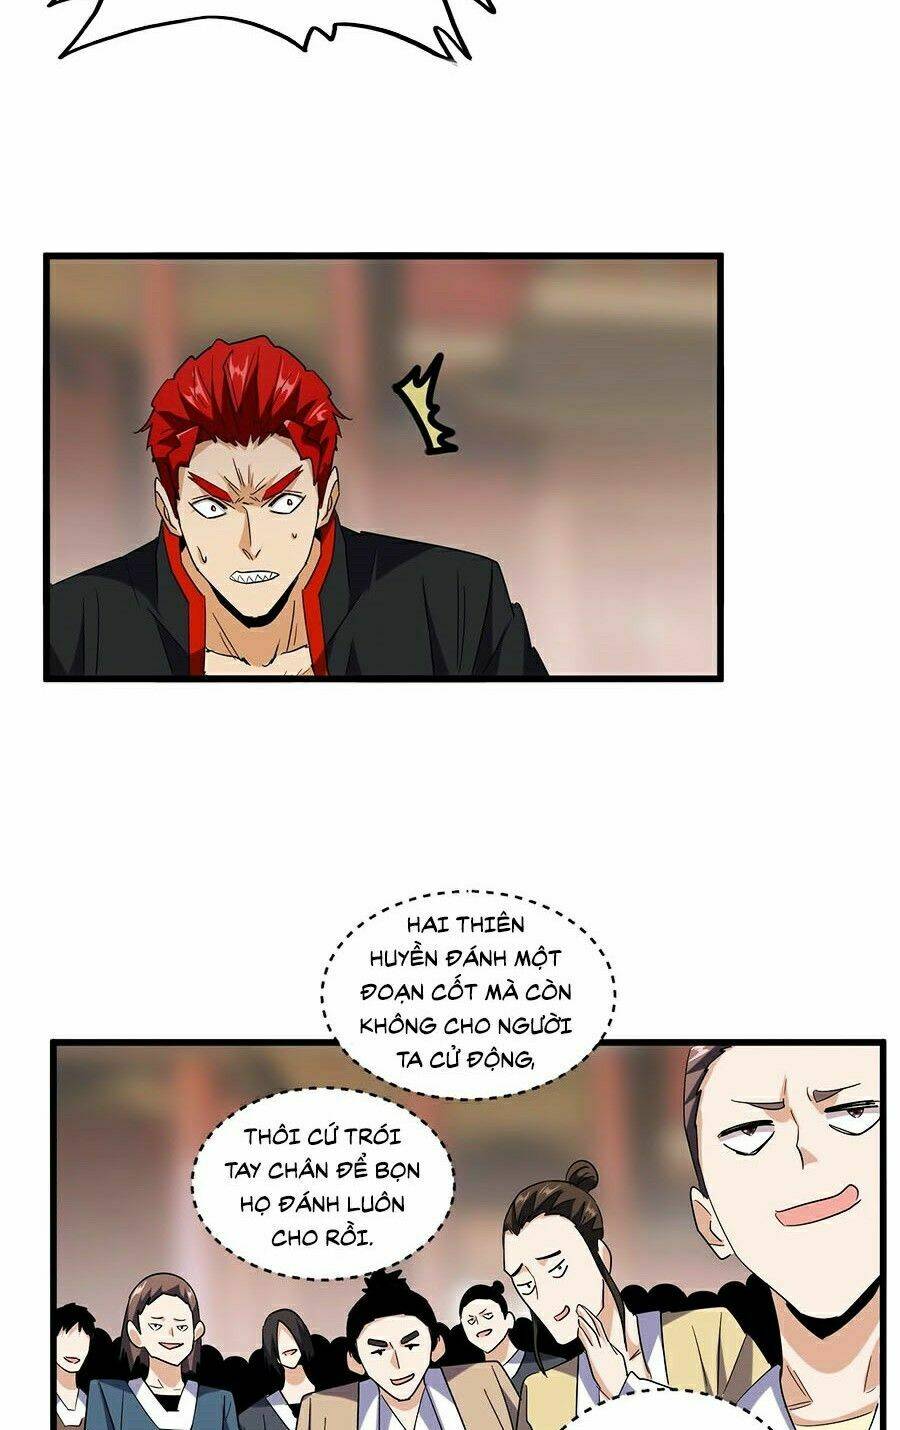 HAI THIÊN
HUYỀN ĐÁNH MỘT
ĐOẠN CỐT MÀ CÒN
KHÔNG CHO NGƯỜI
TA CỬ ĐỘNG,
THÔI CỨ TRÓI
TAY CHÂN ĐỂ BỌN
HỌ ĐÁNH LUÔN
CHO RỒI.